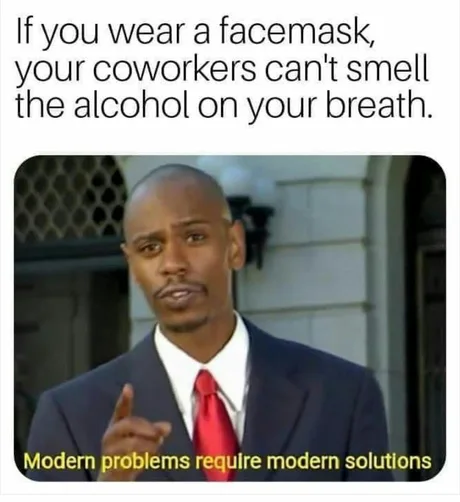 If you wear a facemask,
your coworkers can't smell
the alcohol on your breath.
Modern problems require modern solutions